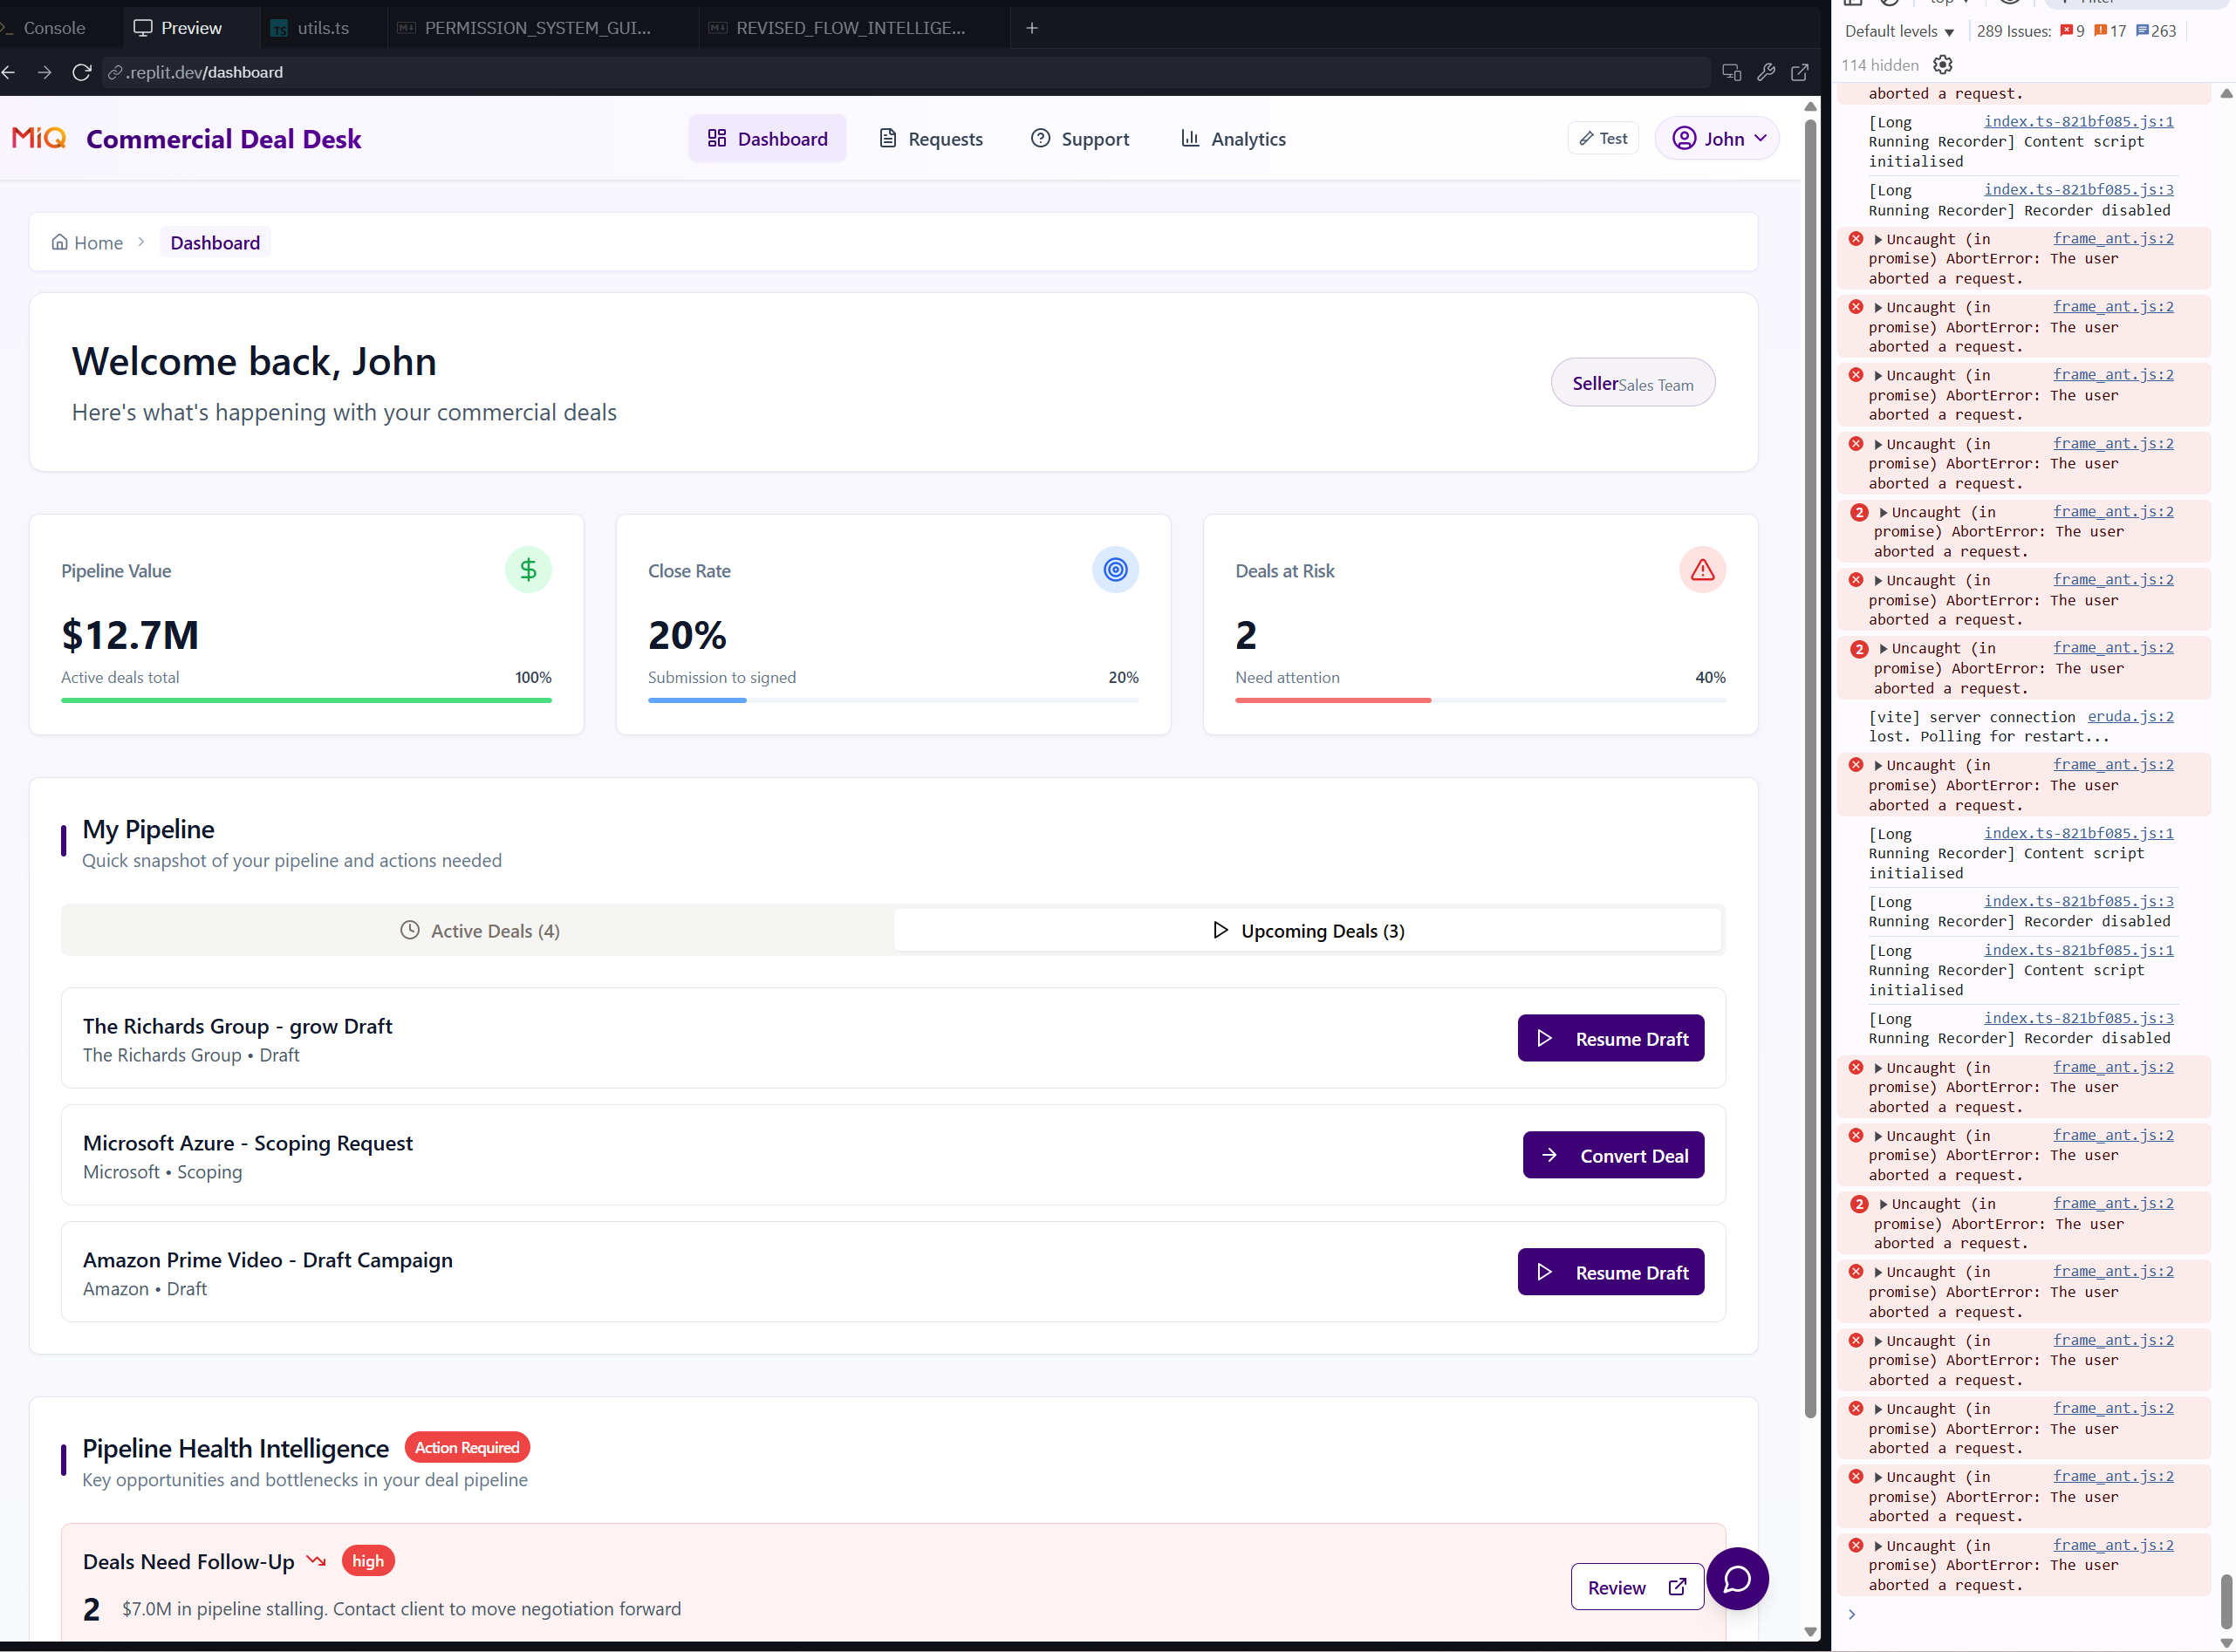 Console
Preview
TS utils.ts
PERMISSION_SYSTEM_GUI...
REVISED_FLOW_INTELLIGE...
.replit.dev/dashboard
MiQ Commercial Deal Desk
Dashboard
Requests
Support
Analytics
Test
John
Home
Dashboard
Welcome back, John
Here's what's happening with your commercial deals
Seller Sales Team
Pipeline Value
$12.7M
Active deals total 100%
Close Rate
20%
Submission to signed 20%
Deals at Risk
2
Need attention 40%
My Pipeline
Quick snapshot of your pipeline and actions needed
Active Deals (4)
Upcoming Deals (3)
The Richards Group - grow Draft
The Richards Group • Draft
Resume Draft
Microsoft Azure - Scoping Request
Microsoft • Scoping
Convert Deal
Amazon Prime Video - Draft Campaign
Amazon • Draft
Resume Draft
Pipeline Health Intelligence Action Required
Key opportunities and bottlenecks in your deal pipeline
Deals Need Follow-Up high
2 $7.0M in pipeline stalling. Contact client to move negotiation forward
Review
Default levels 289 Issues: 9 17 263
114 hidden
aborted a request.
[Long index.ts-821bf085.js:1
Running Recorder] Content script
initialised
[Long index.ts-821bf085.js:3
Running Recorder] Recorder disabled
Uncaught (in frame_ant.js:2
promise) AbortError: The user
aborted a request.
Uncaught (in frame_ant.js:2
promise) AbortError: The user
aborted a request.
Uncaught (in frame_ant.js:2
promise) AbortError: The user
aborted a request.
Uncaught (in frame_ant.js:2
promise) AbortError: The user
aborted a request.
2 Uncaught (in frame_ant.js:2
promise) AbortError: The user
aborted a request.
Uncaught (in frame_ant.js:2
promise) AbortError: The user
aborted a request.
2 Uncaught (in frame_ant.js:2
promise) AbortError: The user
aborted a request.
[vite] server connection eruda.js:2
lost. Polling for restart...
Uncaught (in frame_ant.js:2
promise) AbortError: The user
aborted a request.
[Long index.ts-821bf085.js:1
Running Recorder] Content script
initialised
[Long index.ts-821bf085.js:3
Running Recorder] Recorder disabled
[Long index.ts-821bf085.js:1
Running Recorder] Content script
initialised
[Long index.ts-821bf085.js:3
Running Recorder] Recorder disabled
Uncaught (in frame_ant.js:2
promise) AbortError: The user
aborted a request.
Uncaught (in frame_ant.js:2
promise) AbortError: The user
aborted a request.
2 Uncaught (in frame_ant.js:2
promise) AbortError: The user
aborted a request.
Uncaught (in frame_ant.js:2
promise) AbortError: The user
aborted a request.
Uncaught (in frame_ant.js:2
promise) AbortError: The user
aborted a request.
Uncaught (in frame_ant.js:2
promise) AbortError: The user
aborted a request.
Uncaught (in frame_ant.js:2
promise) AbortError: The user
aborted a request.
Uncaught (in frame_ant.js:2
promise) AbortError: The user
aborted a request.